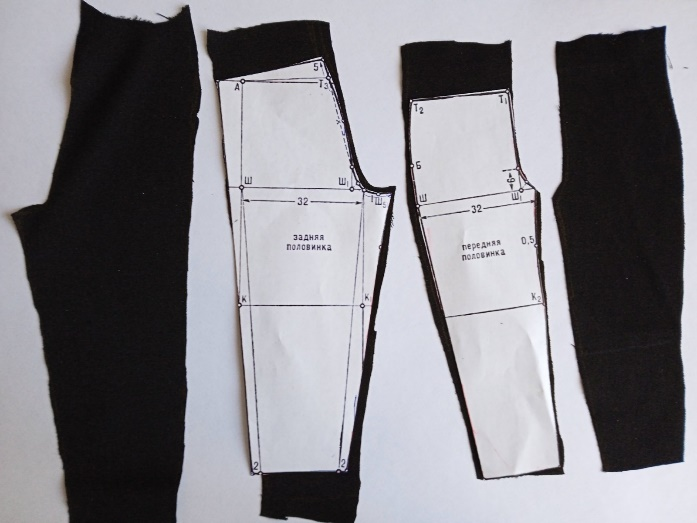 5
А
Т₃
Ш
Ш₁
Ш₂
32
задняя
половинка
К
К₁
2
2
Т₂
Т₁
Б
6
Ш
Ш₁
32
передняя
половинка
0,5
К₂